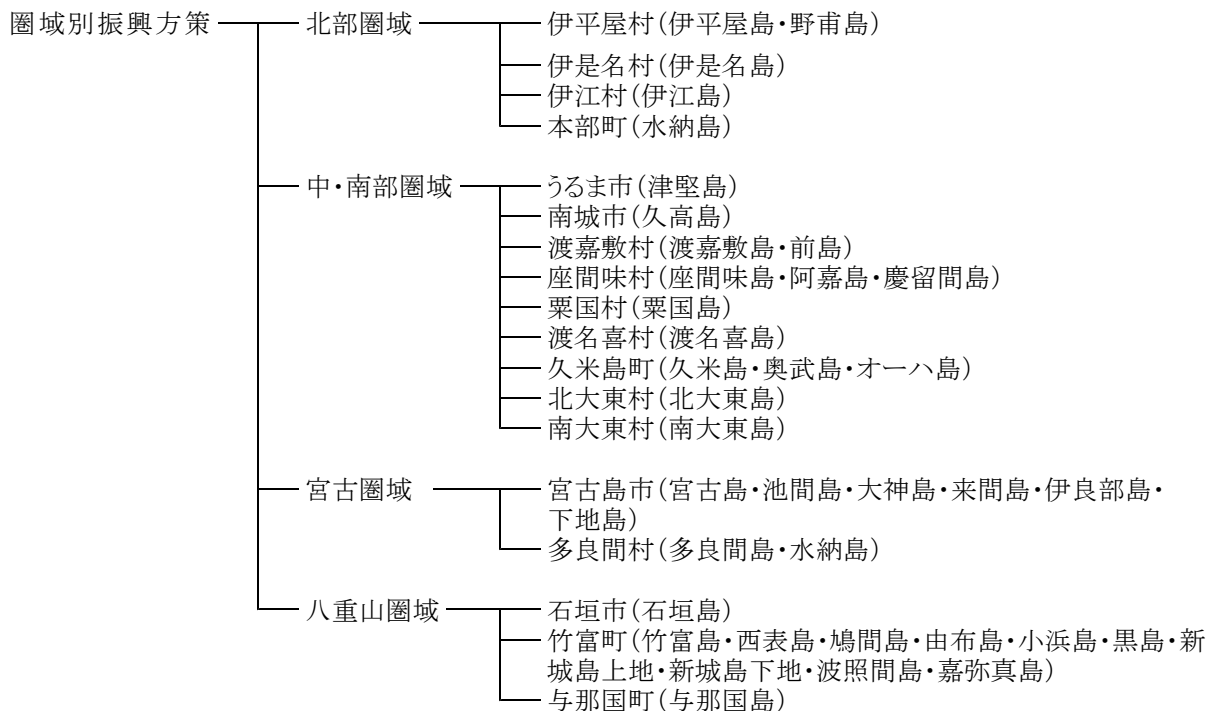 圏域別振興方策
北部圏域
伊平屋村(伊平屋島・野甫島)
伊是名村(伊是名島)
伊江村(伊江島)
本部町(水納島)
中・南部圏域
うるま市(津堅島)
南城市(久高島)
渡嘉敷村(渡嘉敷島・前島)
座間味村(座間味島・阿嘉島・慶留間島)
粟国村(粟国島)
渡名喜村(渡名喜島)
久米島町(久米島・奥武島・オーハ島)
北大東村(北大東島)
南大東村(南大東島)
宮古圏域
宮古島市(宮古島・池間島・大神島・来間島・伊良部島・
下地島)
多良間村(多良間島・水納島)
八重山圏域
石垣市(石垣島)
竹富町(竹富島・西表島・鳩間島・由布島・小浜島・黒島・新
城島上地・新城島下地・波照間島・嘉弥真島)
与那国町(与那国島)